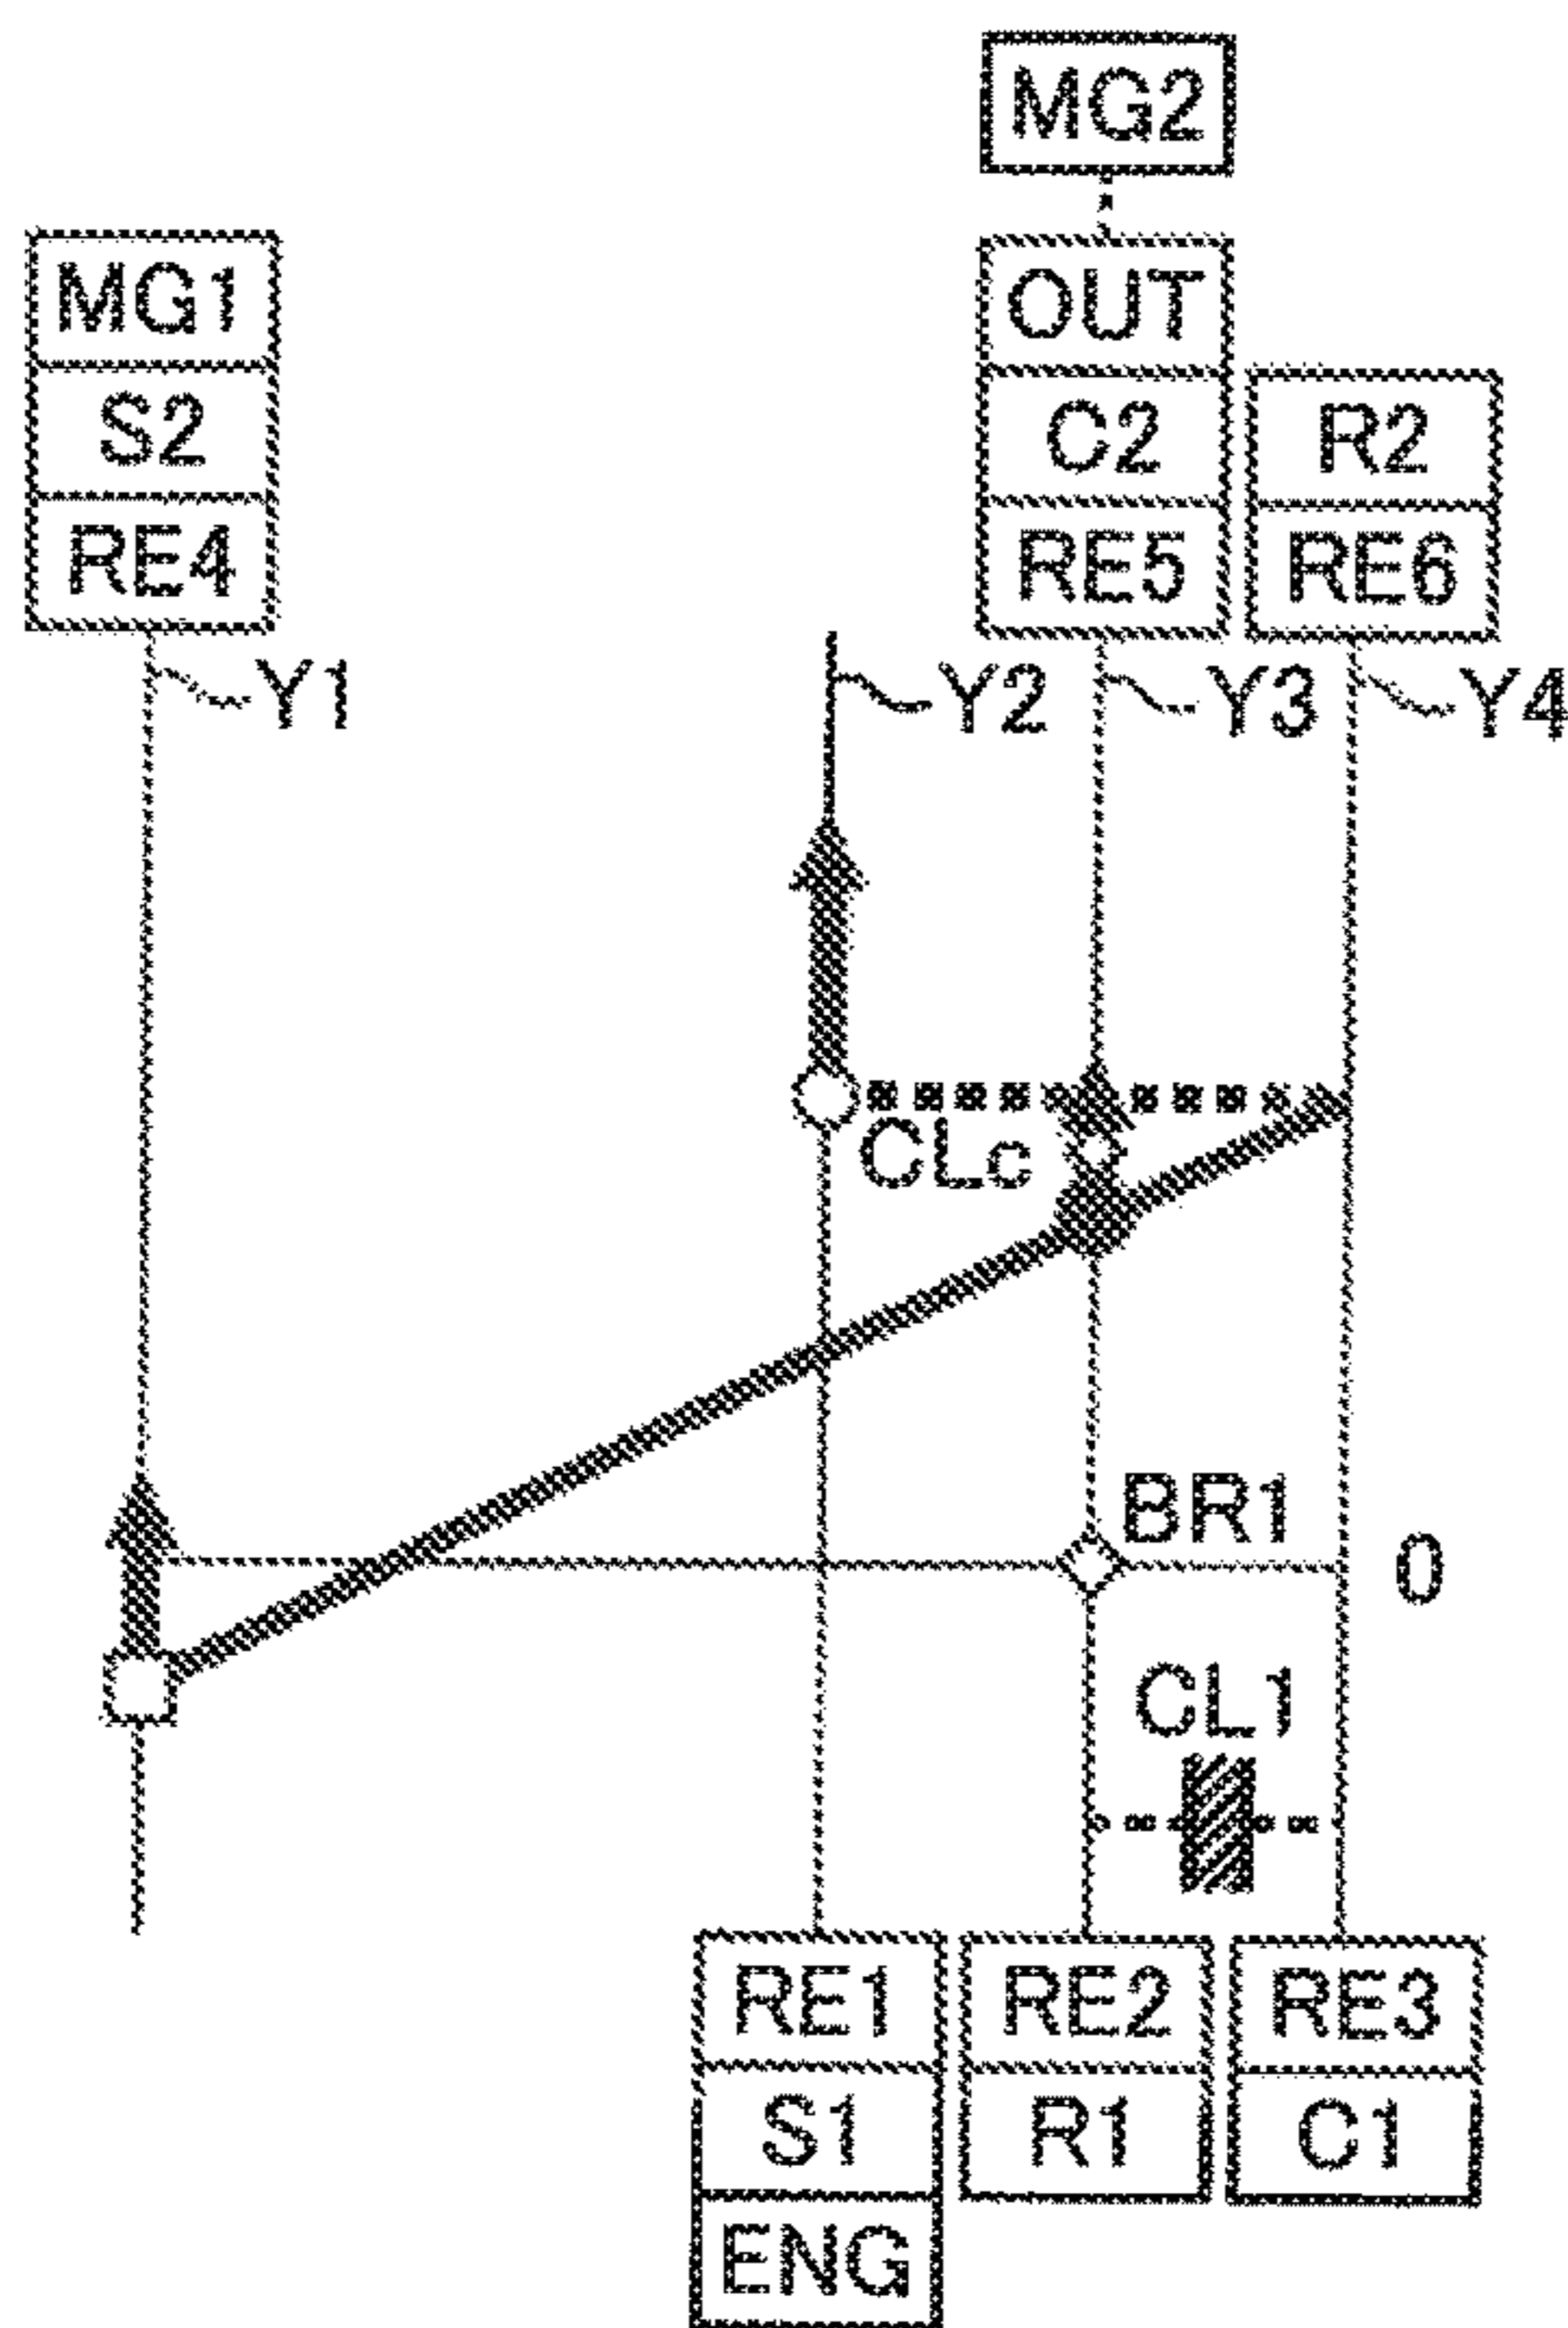 MG2
MG1
OUT
S2
C2
R2
RE4
RE5
RE6
Y1
Y2
Y3
Y4
CLc
BR1
0
CL1
RE1
RE2
RE3
S1
R1
C1
ENG